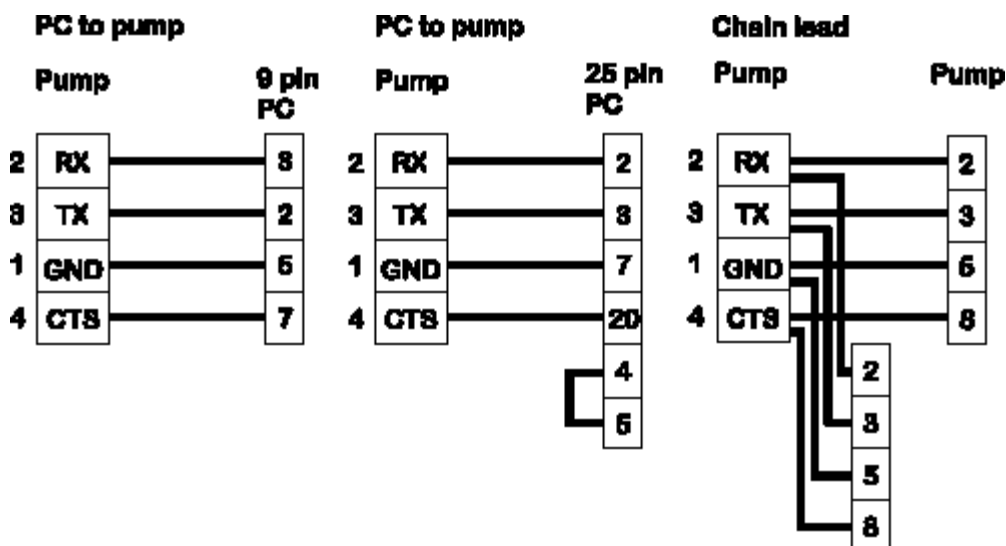 PC to pump
Pump 9 pin
PC
2 RX 3
3 TX 2
1 GND 5
4 CTS 7
PC to pump
Pump 25 pin
PC
2 RX 2
3 TX 3
1 GND 7
4 CTS 20
4
5
Chain lead
Pump Pump
2 RX 2
3 TX 3
1 GND 5
4 CTS 8
2
3
5
8